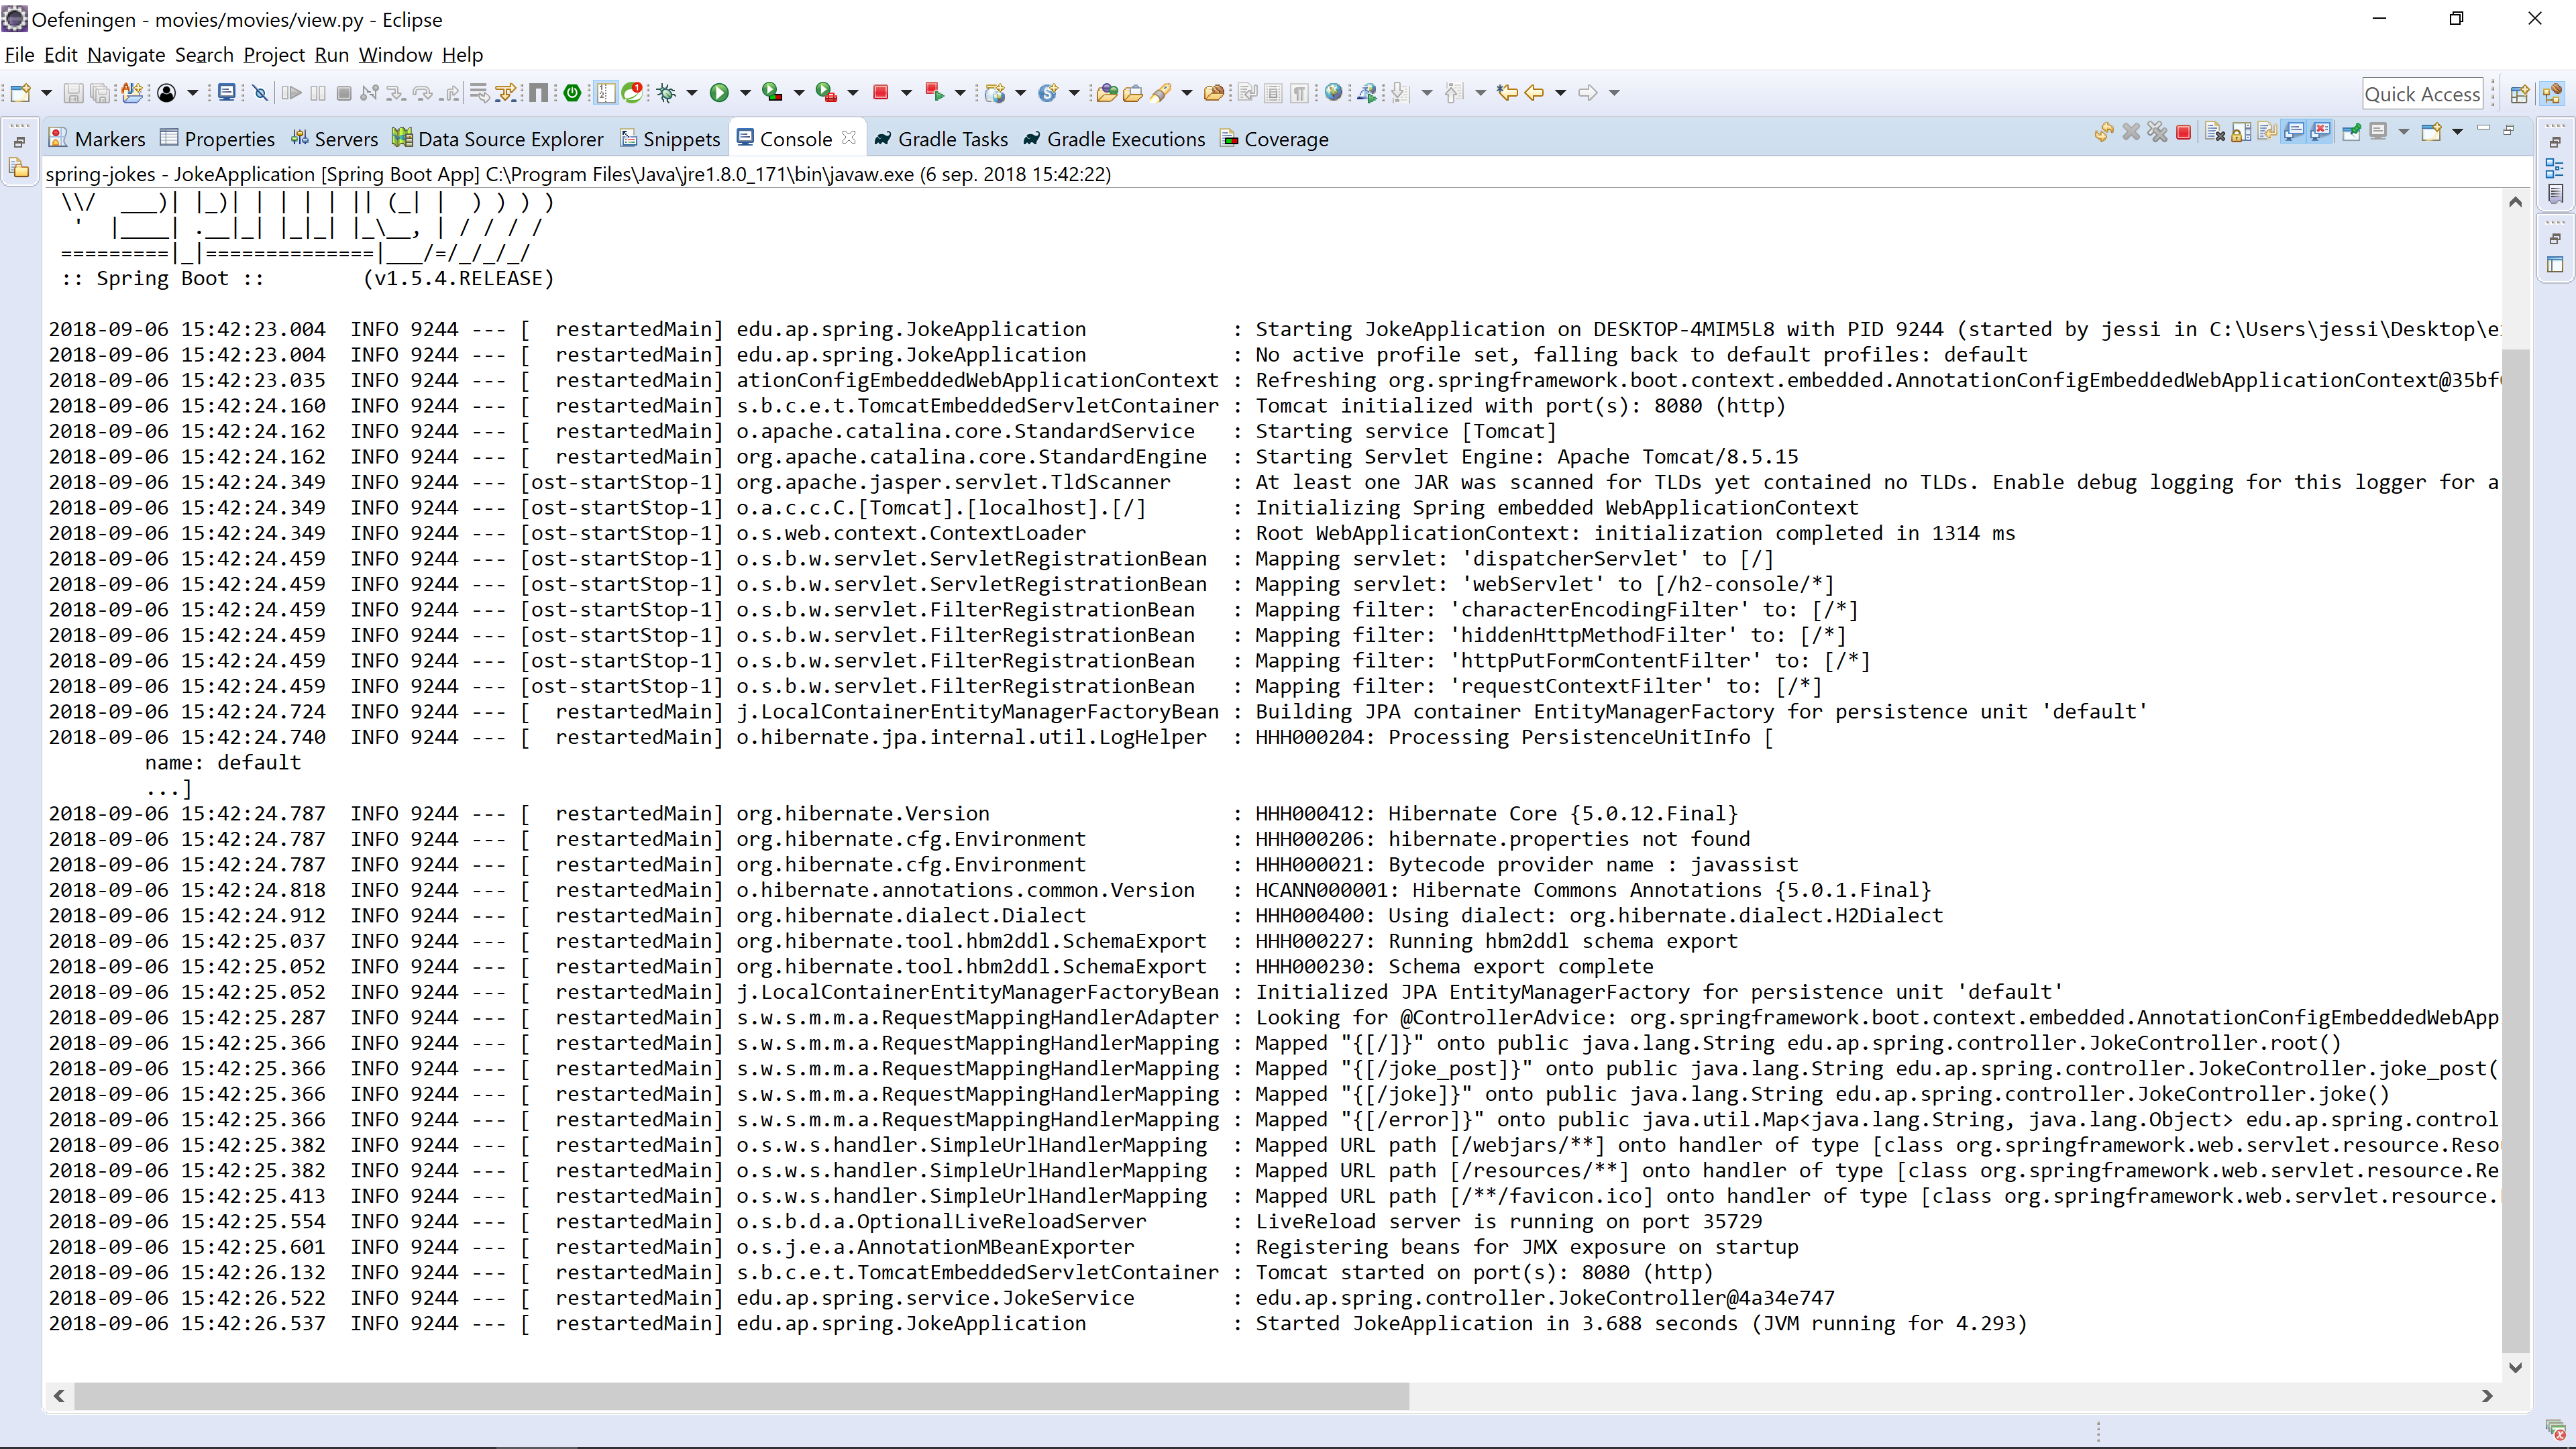 Oefeningen - movies/movies/view.py - Eclipse
File Edit Navigate Search Project Run Window Help
Quick Access
Markers Properties Servers Data Source Explorer Snippets Console Gradle Tasks Gradle Executions Coverage
spring-jokes - JokeApplication [Spring Boot App] C:\Program Files\Java\jre1.8.0_171\bin\javaw.exe (6 sep. 2018 15:42:22)
 \\/  ___)| |_)| | | | | || (_| |  ) ) ) )
  '  |____| .__|_| |_|_| |_\__, | / / / /
 =========|_|==============|___/=/_/_/_/
 :: Spring Boot ::        (v1.5.4.RELEASE)
2018-09-06 15:42:23.004  INFO 9244 --- [  restartedMain] edu.ap.spring.JokeApplication            : Starting JokeApplication on DESKTOP-4MIM5L8 with PID 9244 (started by jessi in C:\Users\jessi\Desktop\e
2018-09-06 15:42:23.004  INFO 9244 --- [  restartedMain] edu.ap.spring.JokeApplication            : No active profile set, falling back to default profiles: default
2018-09-06 15:42:23.035  INFO 9244 --- [  restartedMain] ationConfigEmbeddedWebApplicationContext : Refreshing org.springframework.boot.context.embedded.AnnotationConfigEmbeddedWebApplicationContext@35bf
2018-09-06 15:42:24.160  INFO 9244 --- [  restartedMain] s.b.c.e.t.TomcatEmbeddedServletContainer : Tomcat initialized with port(s): 8080 (http)
2018-09-06 15:42:24.162  INFO 9244 --- [  restartedMain] o.apache.catalina.core.StandardService   : Starting service [Tomcat]
2018-09-06 15:42:24.162  INFO 9244 --- [  restartedMain] org.apache.catalina.core.StandardEngine  : Starting Servlet Engine: Apache Tomcat/8.5.15
2018-09-06 15:42:24.349  INFO 9244 --- [ost-startStop-1] org.apache.jasper.servlet.TldScanner     : At least one JAR was scanned for TLDs yet contained no TLDs. Enable debug logging for this logger for a
2018-09-06 15:42:24.349  INFO 9244 --- [ost-startStop-1] o.a.c.c.C.[Tomcat].[localhost].[/]       : Initializing Spring embedded WebApplicationContext
2018-09-06 15:42:24.349  INFO 9244 --- [ost-startStop-1] o.s.web.context.ContextLoader            : Root WebApplicationContext: initialization completed in 1314 ms
2018-09-06 15:42:24.459  INFO 9244 --- [ost-startStop-1] o.s.b.w.servlet.ServletRegistrationBean  : Mapping servlet: 'dispatcherServlet' to [/]
2018-09-06 15:42:24.459  INFO 9244 --- [ost-startStop-1] o.s.b.w.servlet.ServletRegistrationBean  : Mapping servlet: 'webServlet' to [/h2-console/*]
2018-09-06 15:42:24.459  INFO 9244 --- [ost-startStop-1] o.s.b.w.servlet.FilterRegistrationBean   : Mapping filter: 'characterEncodingFilter' to: [/*]
2018-09-06 15:42:24.459  INFO 9244 --- [ost-startStop-1] o.s.b.w.servlet.FilterRegistrationBean   : Mapping filter: 'hiddenHttpMethodFilter' to: [/*]
2018-09-06 15:42:24.459  INFO 9244 --- [ost-startStop-1] o.s.b.w.servlet.FilterRegistrationBean   : Mapping filter: 'httpPutFormContentFilter' to: [/*]
2018-09-06 15:42:24.459  INFO 9244 --- [ost-startStop-1] o.s.b.w.servlet.FilterRegistrationBean   : Mapping filter: 'requestContextFilter' to: [/*]
2018-09-06 15:42:24.724  INFO 9244 --- [  restartedMain] j.LocalContainerEntityManagerFactoryBean : Building JPA container EntityManagerFactory for persistence unit 'default'
2018-09-06 15:42:24.740  INFO 9244 --- [  restartedMain] o.hibernate.jpa.internal.util.LogHelper  : HHH000204: Processing PersistenceUnitInfo [
        name: default
        ...]
2018-09-06 15:42:24.787  INFO 9244 --- [  restartedMain] org.hibernate.Version                    : HHH000412: Hibernate Core {5.0.12.Final}
2018-09-06 15:42:24.787  INFO 9244 --- [  restartedMain] org.hibernate.cfg.Environment            : HHH000206: hibernate.properties not found
2018-09-06 15:42:24.787  INFO 9244 --- [  restartedMain] org.hibernate.cfg.Environment            : HHH000021: Bytecode provider name : javassist
2018-09-06 15:42:24.818  INFO 9244 --- [  restartedMain] o.hibernate.annotations.common.Version   : HCANN000001: Hibernate Commons Annotations {5.0.1.Final}
2018-09-06 15:42:24.912  INFO 9244 --- [  restartedMain] org.hibernate.dialect.Dialect            : HHH000400: Using dialect: org.hibernate.dialect.H2Dialect
2018-09-06 15:42:25.037  INFO 9244 --- [  restartedMain] org.hibernate.tool.hbm2ddl.SchemaExport  : HHH000227: Running hbm2ddl schema export
2018-09-06 15:42:25.052  INFO 9244 --- [  restartedMain] org.hibernate.tool.hbm2ddl.SchemaExport  : HHH000230: Schema export complete
2018-09-06 15:42:25.052  INFO 9244 --- [  restartedMain] j.LocalContainerEntityManagerFactoryBean : Initialized JPA EntityManagerFactory for persistence unit 'default'
2018-09-06 15:42:25.287  INFO 9244 --- [  restartedMain] s.w.s.m.m.a.RequestMappingHandlerAdapter : Looking for @ControllerAdvice: org.springframework.boot.context.embedded.AnnotationConfigEmbeddedWebApp
2018-09-06 15:42:25.366  INFO 9244 --- [  restartedMain] s.w.s.m.m.a.RequestMappingHandlerMapping : Mapped "{[/]}" onto public java.lang.String edu.ap.spring.controller.JokeController.root()
2018-09-06 15:42:25.366  INFO 9244 --- [  restartedMain] s.w.s.m.m.a.RequestMappingHandlerMapping : Mapped "{[/joke_post]}" onto public java.lang.String edu.ap.spring.controller.JokeController.joke_post(
2018-09-06 15:42:25.366  INFO 9244 --- [  restartedMain] s.w.s.m.m.a.RequestMappingHandlerMapping : Mapped "{[/joke]}" onto public java.lang.String edu.ap.spring.controller.JokeController.joke()
2018-09-06 15:42:25.366  INFO 9244 --- [  restartedMain] s.w.s.m.m.a.RequestMappingHandlerMapping : Mapped "{[/error]}" onto public java.util.Map<java.lang.String, java.lang.Object> edu.ap.spring.control
2018-09-06 15:42:25.382  INFO 9244 --- [  restartedMain] o.s.w.s.handler.SimpleUrlHandlerMapping  : Mapped URL path [/webjars/**] onto handler of type [class org.springframework.web.servlet.resource.Reso
2018-09-06 15:42:25.382  INFO 9244 --- [  restartedMain] o.s.w.s.handler.SimpleUrlHandlerMapping  : Mapped URL path [/resources/**] onto handler of type [class org.springframework.web.servlet.resource.Re
2018-09-06 15:42:25.413  INFO 9244 --- [  restartedMain] o.s.w.s.handler.SimpleUrlHandlerMapping  : Mapped URL path [/**/favicon.ico] onto handler of type [class org.springframework.web.servlet.resource.
2018-09-06 15:42:25.554  INFO 9244 --- [  restartedMain] o.s.b.d.a.OptionalLiveReloadServer       : LiveReload server is running on port 35729
2018-09-06 15:42:25.601  INFO 9244 --- [  restartedMain] o.s.j.e.a.AnnotationMBeanExporter        : Registering beans for JMX exposure on startup
2018-09-06 15:42:26.132  INFO 9244 --- [  restartedMain] s.b.c.e.t.TomcatEmbeddedServletContainer : Tomcat started on port(s): 8080 (http)
2018-09-06 15:42:26.522  INFO 9244 --- [  restartedMain] edu.ap.spring.service.JokeService        : edu.ap.spring.controller.JokeController@4a34e747
2018-09-06 15:42:26.537  INFO 9244 --- [  restartedMain] edu.ap.spring.JokeApplication            : Started JokeApplication in 3.688 seconds (JVM running for 4.293)